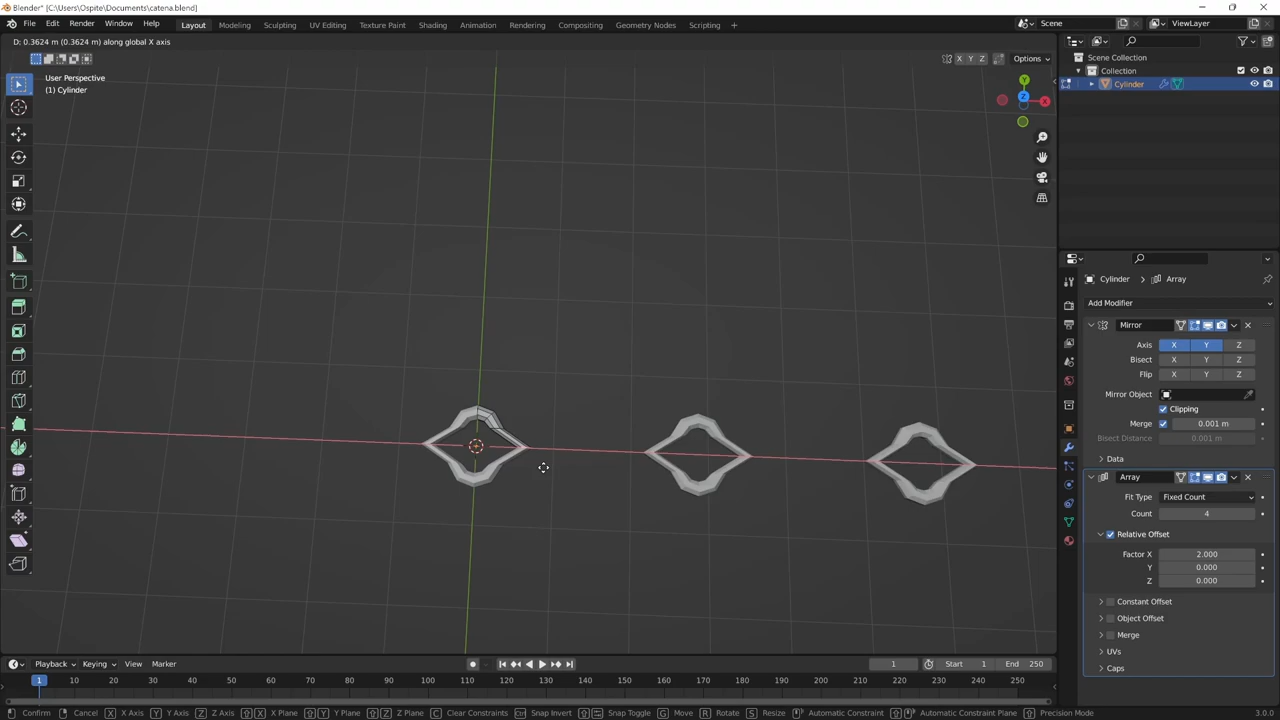 Blender* [C:\Users\Ospite\Documents\catena.blend]
File Edit Render Window Help Layout Modeling Sculpting UV Editing Texture Paint Shading Animation Rendering Compositing Geometry Nodes Scripting Scene ViewLayer
D: 0.3624 m (0.3624 m) along global X axis
X Y Z Options
User Perspective
(1) Cylinder
Y
Z
X
Scene Collection
Collection
Cylinder
Cylinder > Array
Add Modifier
Mirror
Axis X Y Z
Bisect X Y Z
Flip X Y Z
Mirror Object
Clipping
Merge 0.001 m
Bisect Distance 0.001 m
Data
Array
Fit Type Fixed Count
Count 4
Relative Offset
Factor X 2.000
Y 0.000
Z 0.000
Constant Offset
Object Offset
Merge
UVs
Caps
Playback Keying View Marker 1 Start 1 End 250
1 10 20 30 40 50 60 70 80 90 100 110 120 130 140 150 160 170 180 190 200 210 220 230 240 250
Confirm Cancel X X Axis Y Y Axis Z Z Axis X X Plane Y Y Plane Z Z Plane C Clear Constraints Ctrl Snap Invert Snap Toggle G Move R Rotate S Resize Automatic Constraint Automatic Constraint Plane Precision Mode 3.0.0